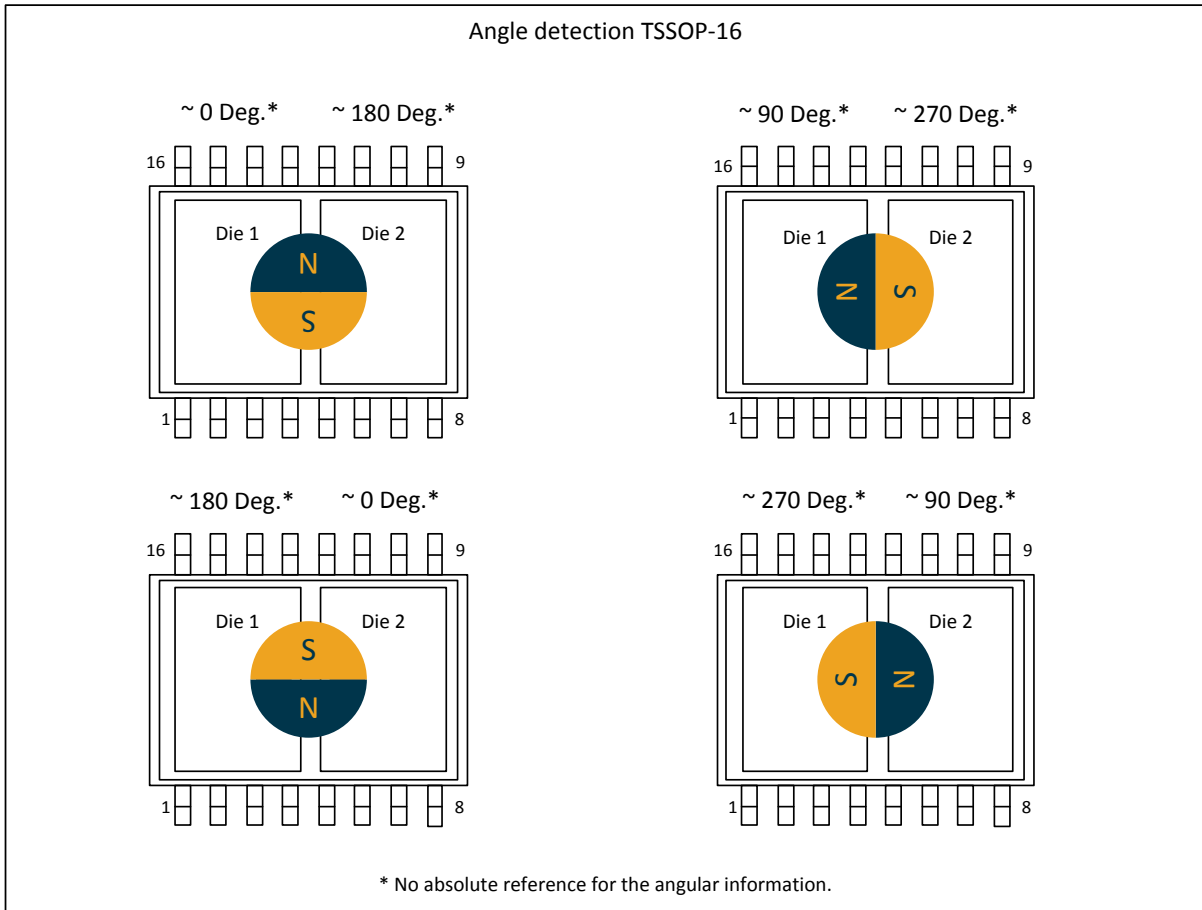 Angle detection TSSOP-16
~ 0 Deg.* ~ 180 Deg.*
16 9
Die 1 Die 2
N
S
1 8
~ 90 Deg.* ~ 270 Deg.*
16 9
Die 1 Die 2
N S
1 8
~ 180 Deg.* ~ 0 Deg.*
16 9
Die 1 Die 2
S
N
1 8
~ 270 Deg.* ~ 90 Deg.*
16 9
Die 1 Die 2
S N
1 8
* No absolute reference for the angular information.